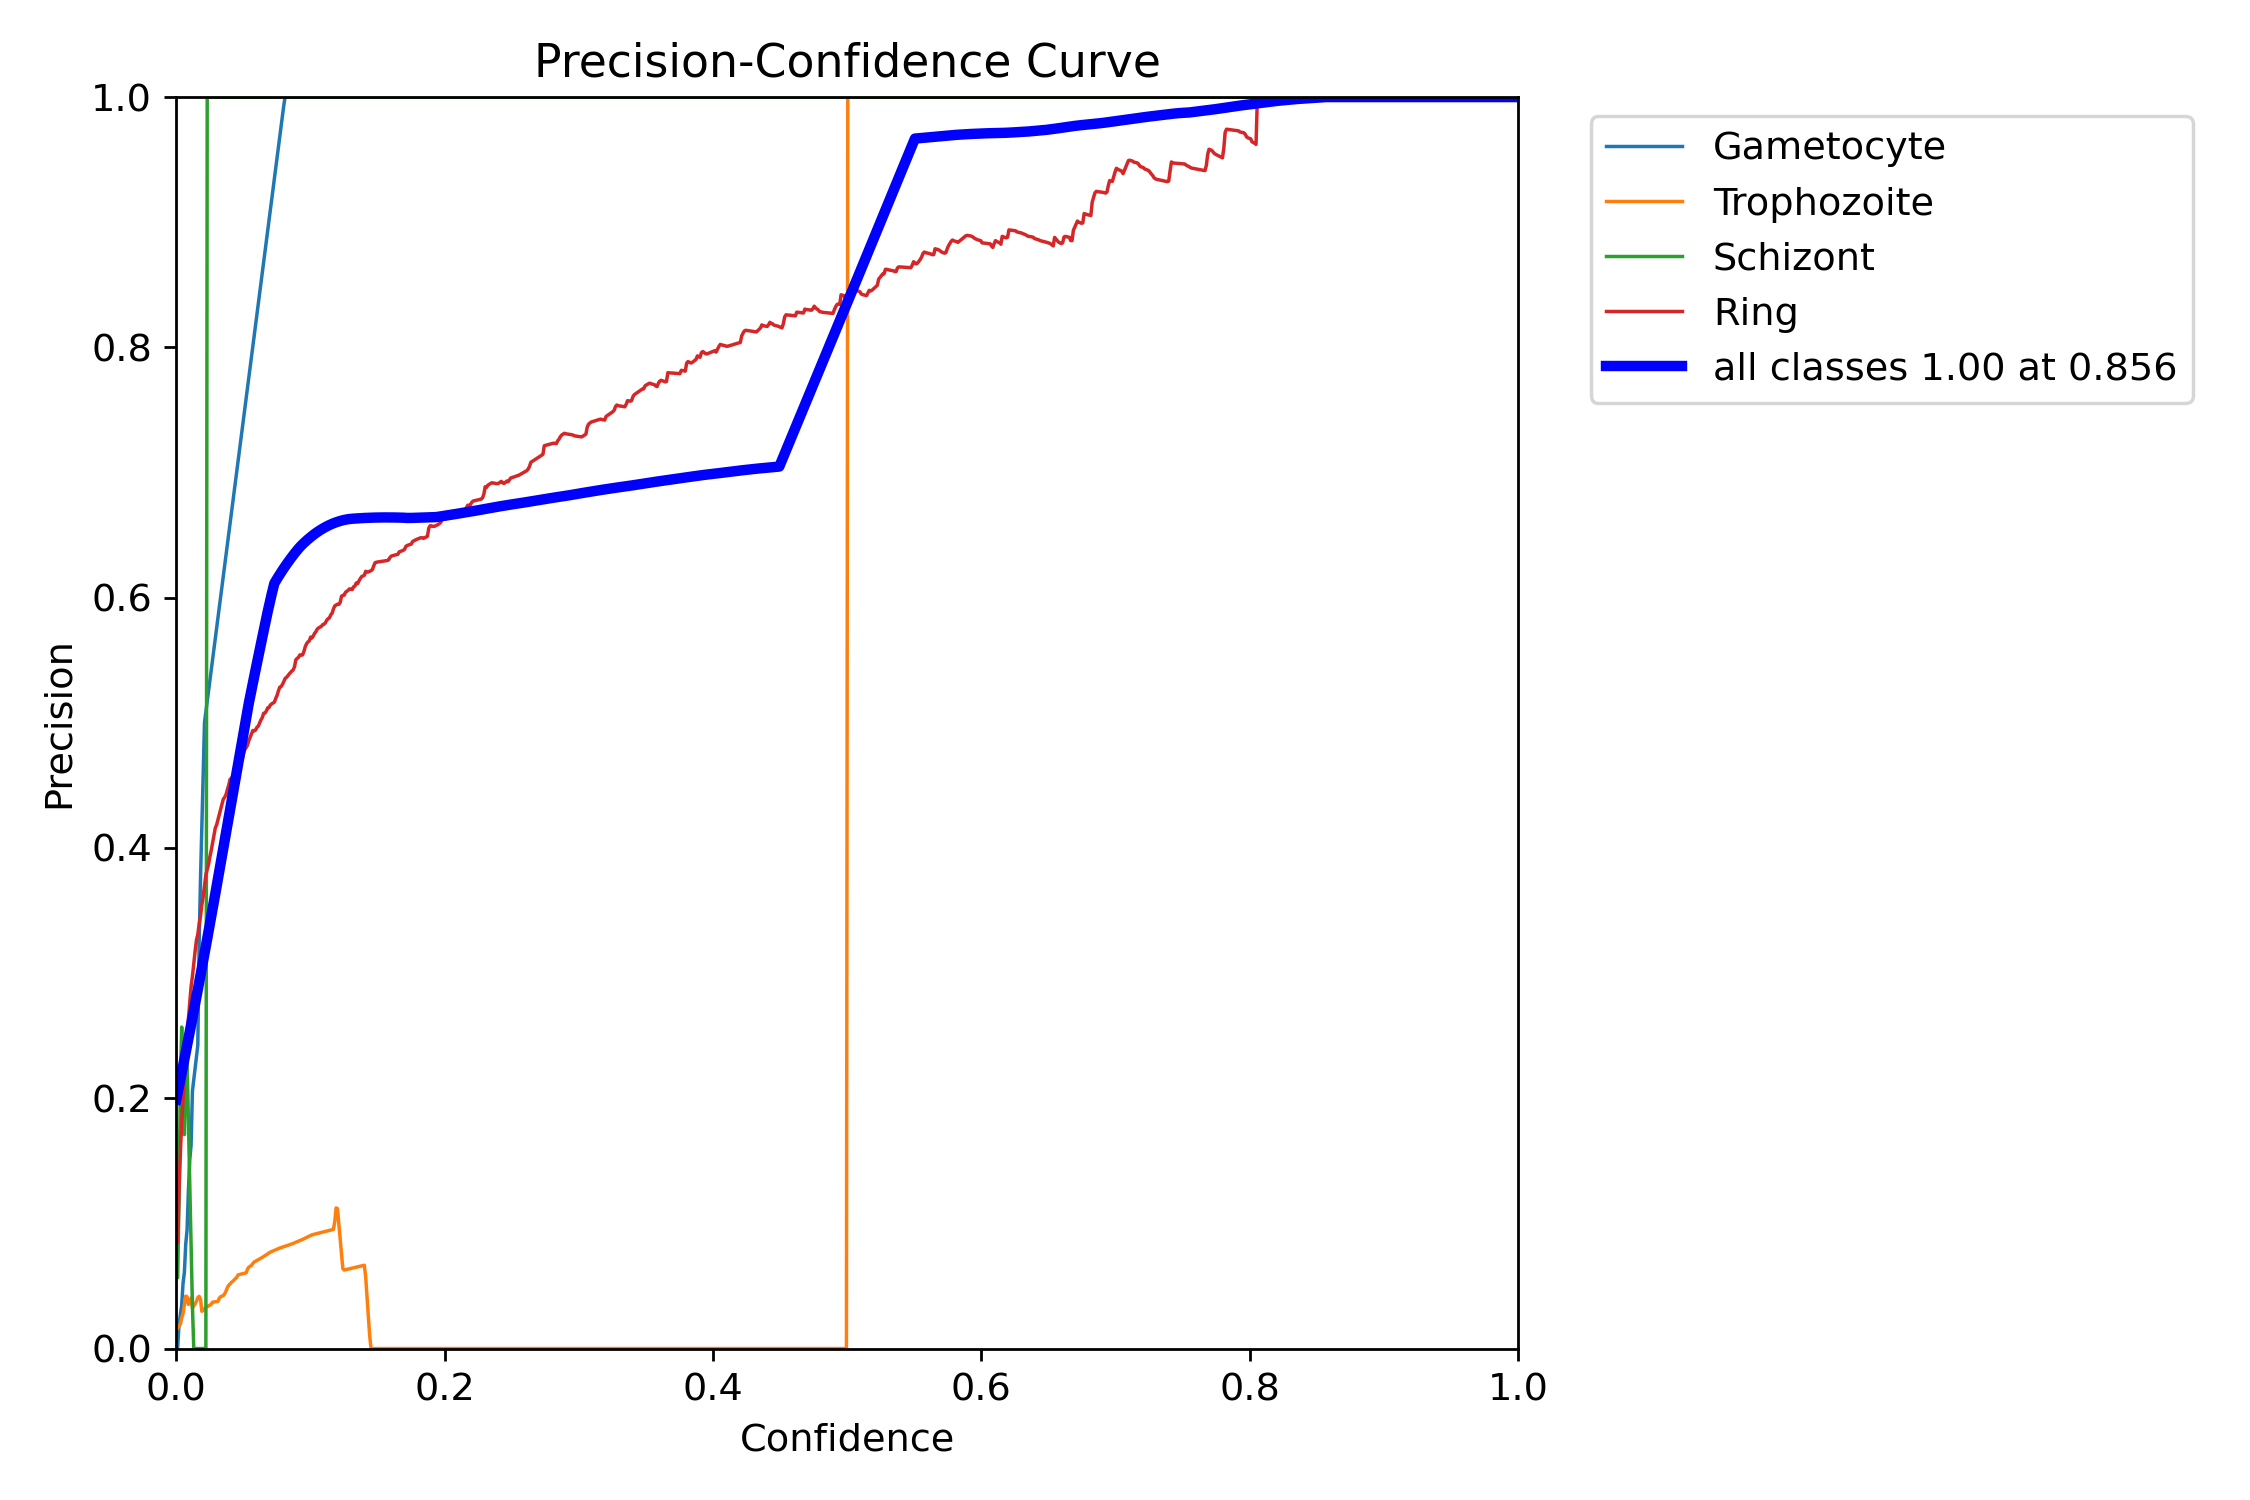 Precision-Confidence Curve
1.0
0.8
0.6
0.4
0.2
0.0
Precision
0.0 0.2 0.4 0.6 0.8 1.0
Confidence
Gametocyte
Trophozoite
Schizont
Ring
all classes 1.00 at 0.856